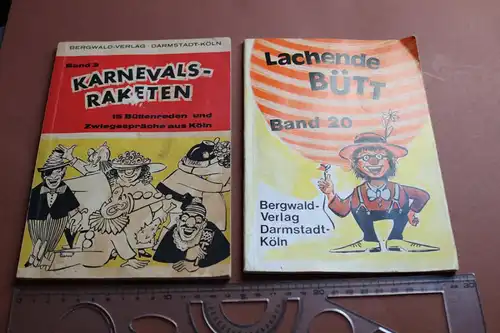 BERGWALD-VERLAG · DARMSTADT-KÖLN
Band 3
KARNEVALS-
RAKETEN
15 Büttenreden und
Zwiegespräche aus Köln
Lachende
BÜTT
Band 20
Bergwald-
Verlag
Darmstadt-
Köln